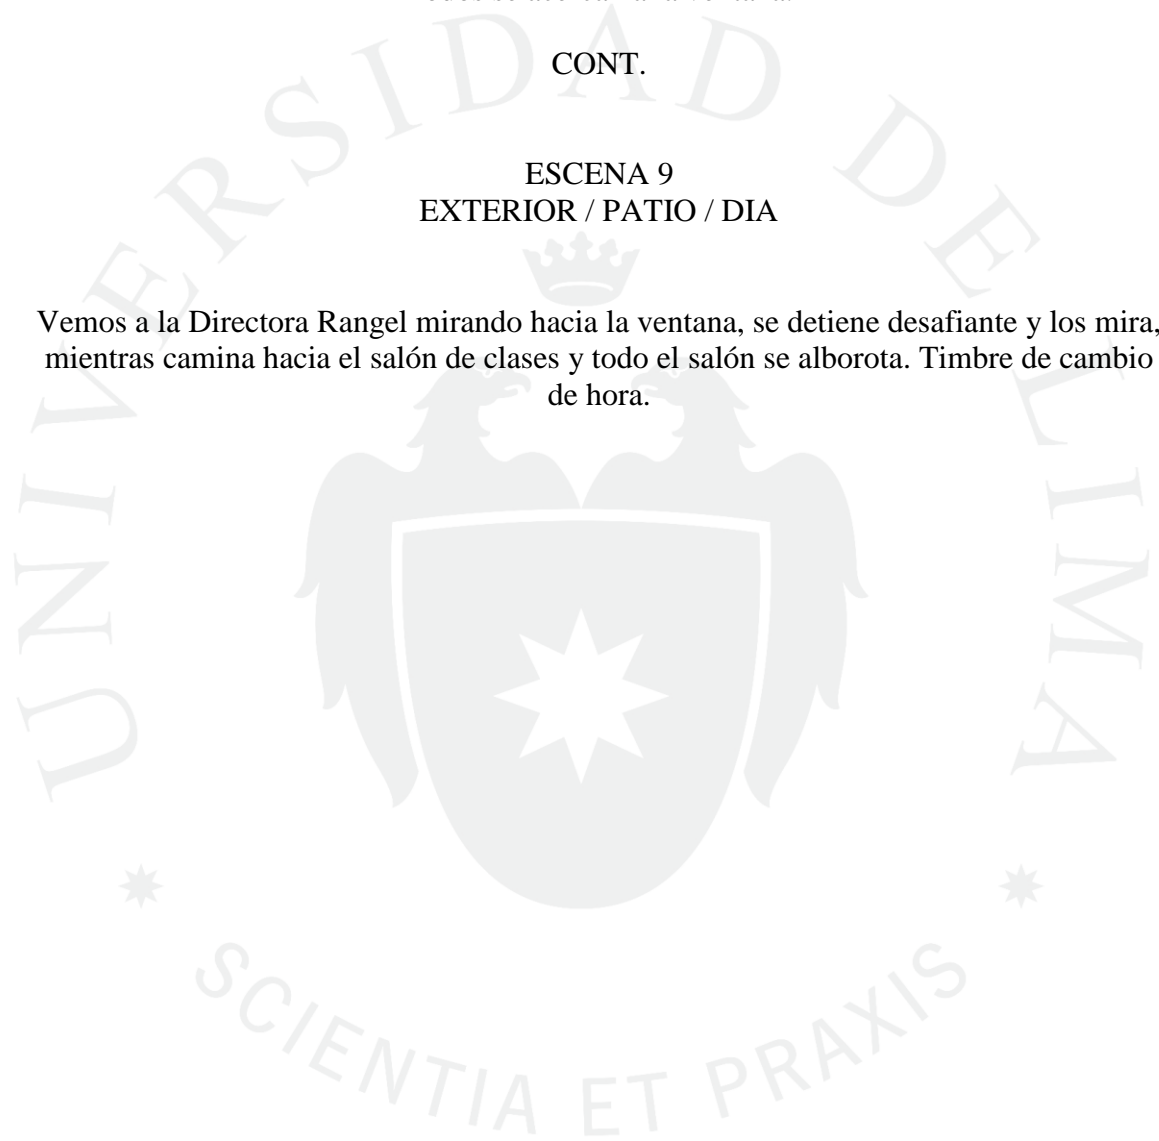 CONT.
ESCENA 9
EXTERIOR / PATIO / DIA
Vemos a la Directora Rangel mirando hacia la ventana, se detiene desafiante y los mira,
mientras camina hacia el salón de clases y todo el salón se alborota. Timbre de cambio
de hora.
UNIVERSIDAD DE LIMA
SCIENTIA ET PRAXIS